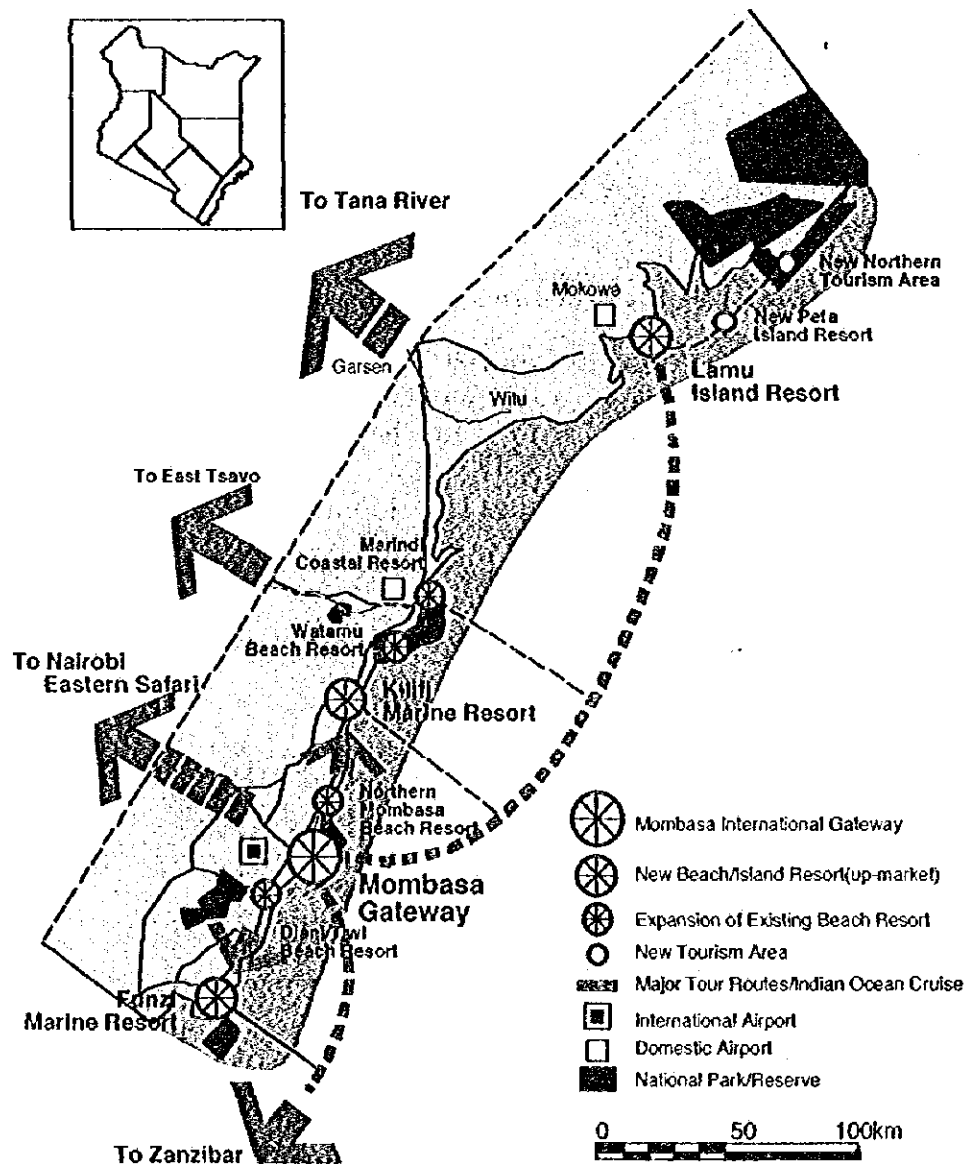 To Tana River
New Northern
Tourism Area
Mokowe
New Peta
Island Resort
Garsen
Lamu
Island Resort
Witu
To East Tsavo
Marindi
Coastal Resort
Watamu
Beach Resort
To Nairobi
Eastern Safari
Kilifi
Marine Resort
Northern
Mombasa
Beach Resort
Mombasa
Gateway
Beach Resort
Funzi
Marine Resort
To Zanzibar
Mombasa International Gateway
New Beach/Island Resort(up-market)
Expansion of Existing Beach Resort
New Tourism Area
Major Tour Routes/Indian Ocean Cruise
International Airport
Domestic Airport
National Park/Reserve
0 50 100km